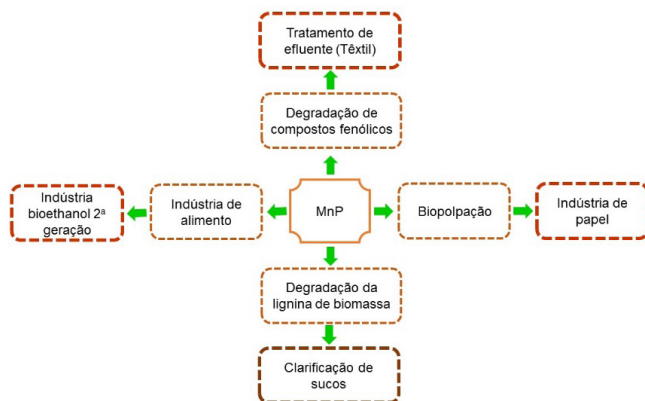 Tratamento de
efluente (Têxtil)
Degradação de
compostos fenólicos
Indústria
bioethanol 2ª
geração
Indústria de
alimento
MnP
Biopolpação
Indústria de
papel
Degradação da
lignina de biomassa
Clarificação de
sucos